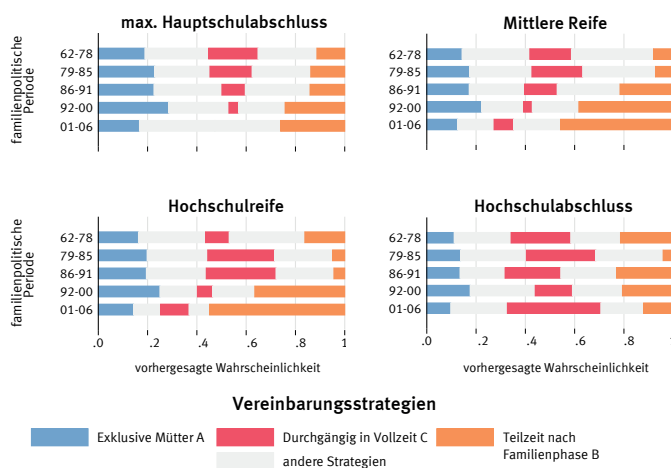 max. Hauptschulabschluss
Mittlere Reife
familienpolitische
Periode
62-78
79-85
86-91
92-00
01-06
62-78
79-85
86-91
92-00
01-06
Hochschulreife
Hochschulabschluss
familienpolitische
Periode
62-78
79-85
86-91
92-00
01-06
62-78
79-85
86-91
92-00
01-06
.0 .2 .4 .6 .8 1
.0 .2 .4 .6 .8 1
vorhergesagte Wahrscheinlichkeit
vorhergesagte Wahrscheinlichkeit
Vereinbarungsstrategien
Exklusive Mütter A
Durchgängig in Vollzeit C
Teilzeit nach
Familienphase B
andere Strategien